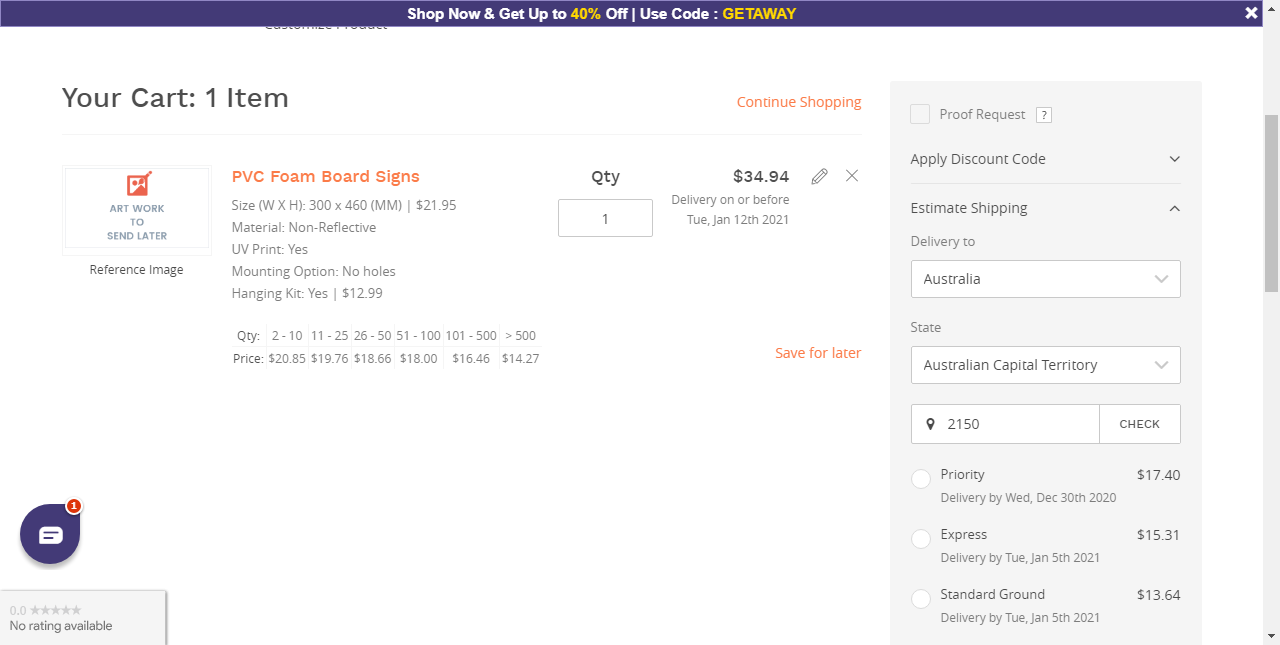 Shop Now & Get Up to 40% Off | Use Code : GETAWAY
Customize Product
Your Cart: 1 Item
Continue Shopping
ART WORK
TO
SEND LATER
Reference Image
PVC Foam Board Signs
Size (W X H): 300 x 460 (MM) | $21.95
Material: Non-Reflective
UV Print: Yes
Mounting Option: No holes
Hanging Kit: Yes | $12.99
Qty
1
$34.94
Delivery on or before
Tue, Jan 12th 2021
Qty: 2 - 10 11 - 25 26 - 50 51 - 100 101 - 500 > 500
Price: $20.85 $19.76 $18.66 $18.00 $16.46 $14.27
Save for later
Proof Request ?
Apply Discount Code
Estimate Shipping
Delivery to
Australia
State
Australian Capital Territory
2150 CHECK
Priority $17.40
Delivery by Wed, Dec 30th 2020
Express $15.31
Delivery by Tue, Jan 5th 2021
Standard Ground $13.64
Delivery by Tue, Jan 5th 2021
1
0.0
No rating available